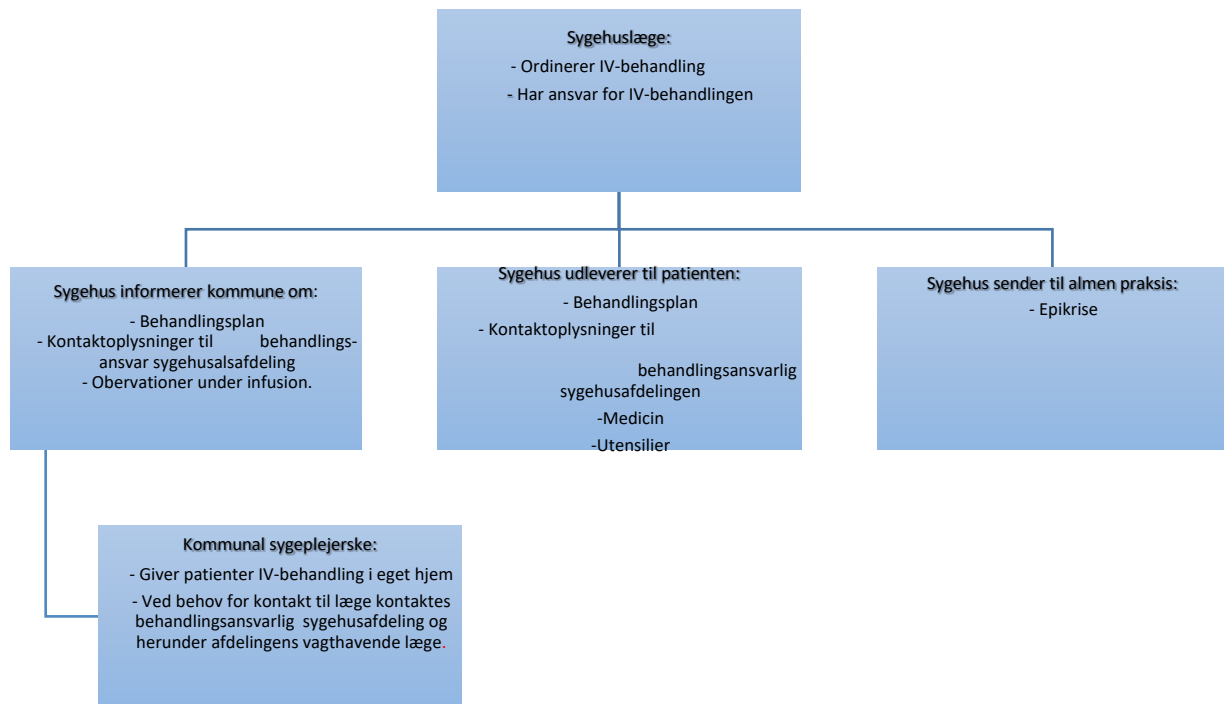 Sygehuslæge:
- Ordinerer IV-behandling
- Har ansvar for IV-behandlingen
Sygehus informerer kommune om:
- Behandlingsplan
- Kontaktoplysninger til behandlings-
ansvar sygehusalsafdeling
- Obervationer under infusion.
Sygehus udleverer til patienten:
- Behandlingsplan
- Kontaktoplysninger til
behandlingsansvarlig
sygehusafdelingen
-Medicin
-Utensilier
Sygehus sender til almen praksis:
- Epikrise
Kommunal sygeplejerske:
- Giver patienter IV-behandling i eget hjem
- Ved behov for kontakt til læge kontaktes
behandlingsansvarlig sygehusafdeling og
herunder afdelingens vagthavende læge.